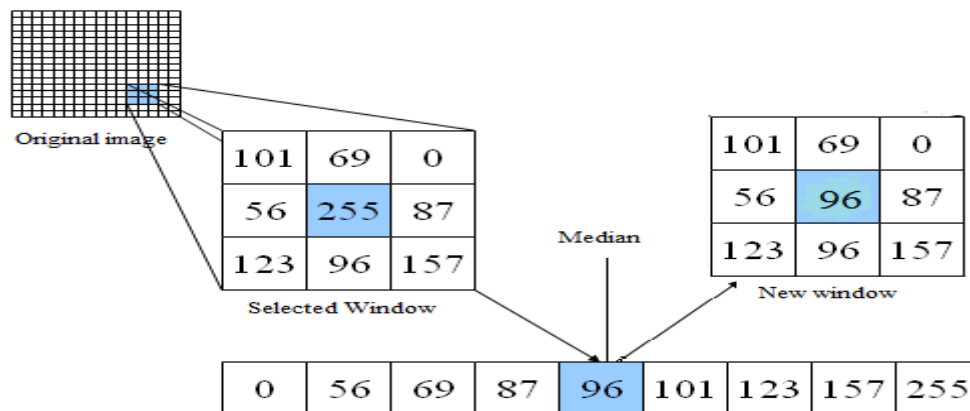 Original image
101 69 0
56 255 87
123 96 157
Selected Window
Median
101 69 0
56 96 87
123 96 157
New window
0 56 69 87 96 101 123 157 255